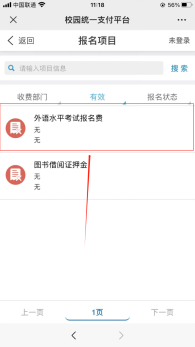 中国联通 11:18 56%
校园统一支付平台
返回 报名项目 未登录
请输入项目信息 搜索
收费部门 有效 报名状态
外语水平考试报名费
无
无
图书借阅证押金
无
无
上一页 1页 下一页